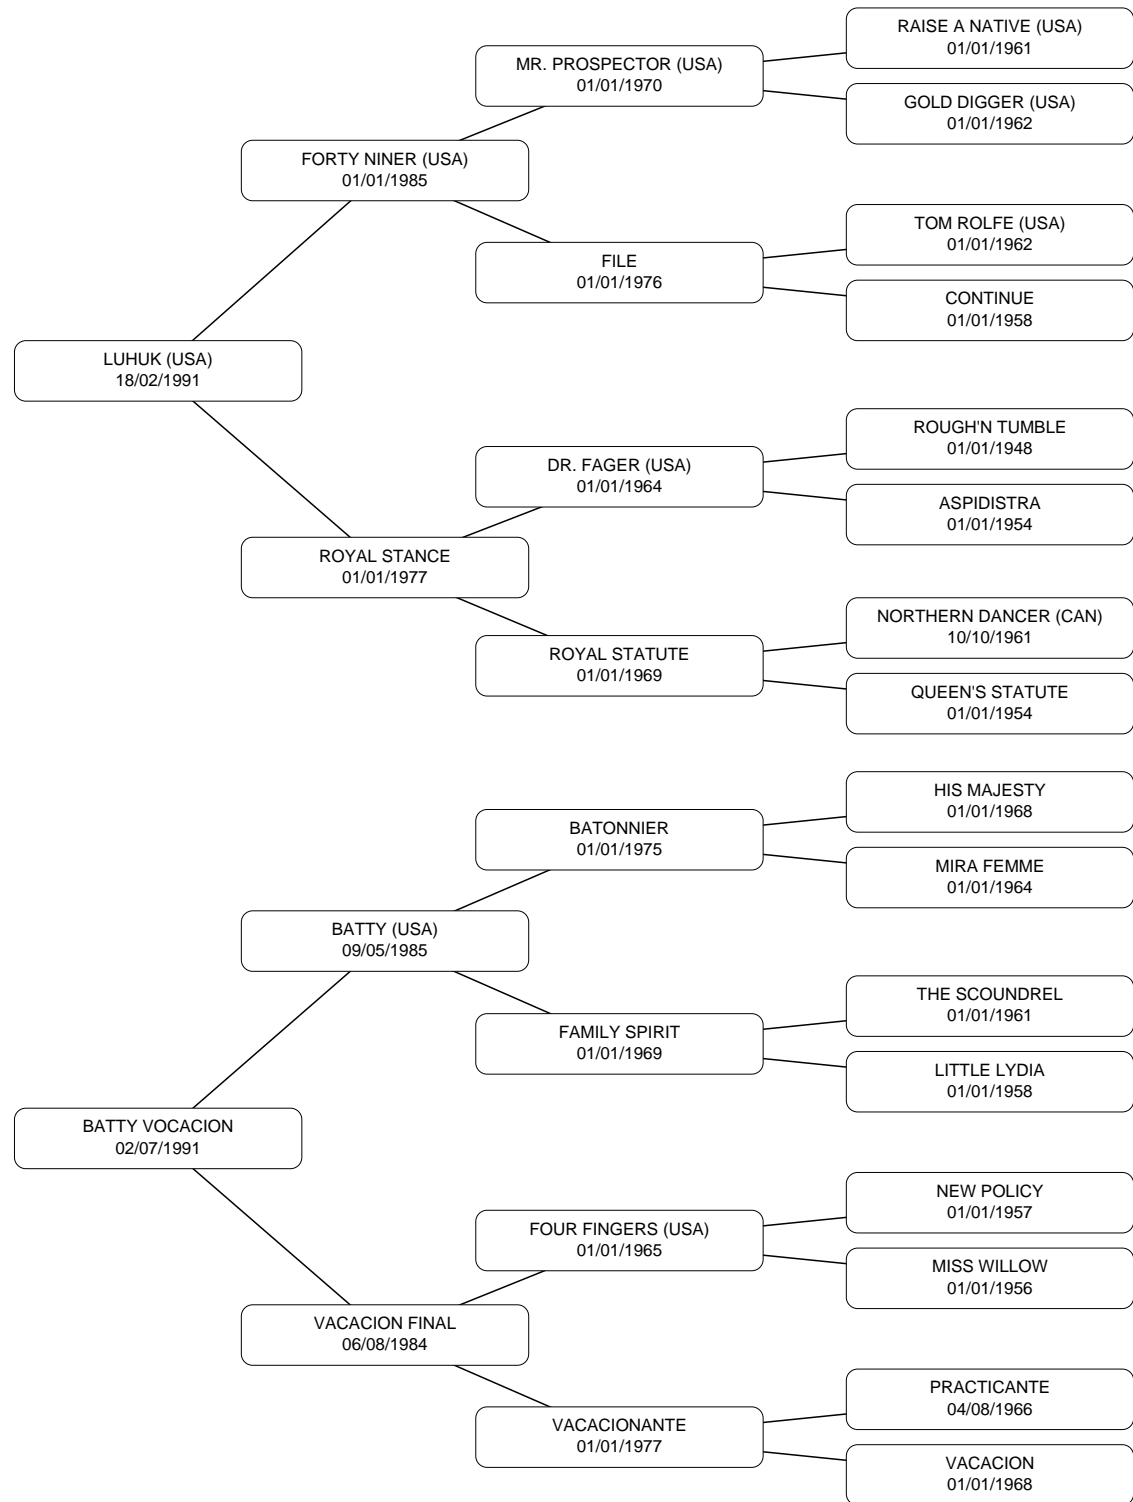 RAISE A NATIVE (USA)
01/01/1961
MR. PROSPECTOR (USA)
01/01/1970
GOLD DIGGER (USA)
01/01/1962
FORTY NINER (USA)
01/01/1985
TOM ROLFE (USA)
01/01/1962
FILE
01/01/1976
CONTINUE
01/01/1958
LUHUK (USA)
18/02/1991
ROUGH'N TUMBLE
01/01/1948
DR. FAGER (USA)
01/01/1964
ASPIDISTRA
01/01/1954
ROYAL STANCE
01/01/1977
NORTHERN DANCER (CAN)
10/10/1961
ROYAL STATUTE
01/01/1969
QUEEN'S STATUTE
01/01/1954
HIS MAJESTY
01/01/1968
BATONNIER
01/01/1975
MIRA FEMME
01/01/1964
BATTY (USA)
09/05/1985
THE SCOUNDREL
01/01/1961
FAMILY SPIRIT
01/01/1969
LITTLE LYDIA
01/01/1958
BATTY VOCACION
02/07/1991
NEW POLICY
01/01/1957
FOUR FINGERS (USA)
01/01/1965
MISS WILLOW
01/01/1956
VACACION FINAL
06/08/1984
PRACTICANTE
04/08/1966
VACACIONANTE
01/01/1977
VACACION
01/01/1968